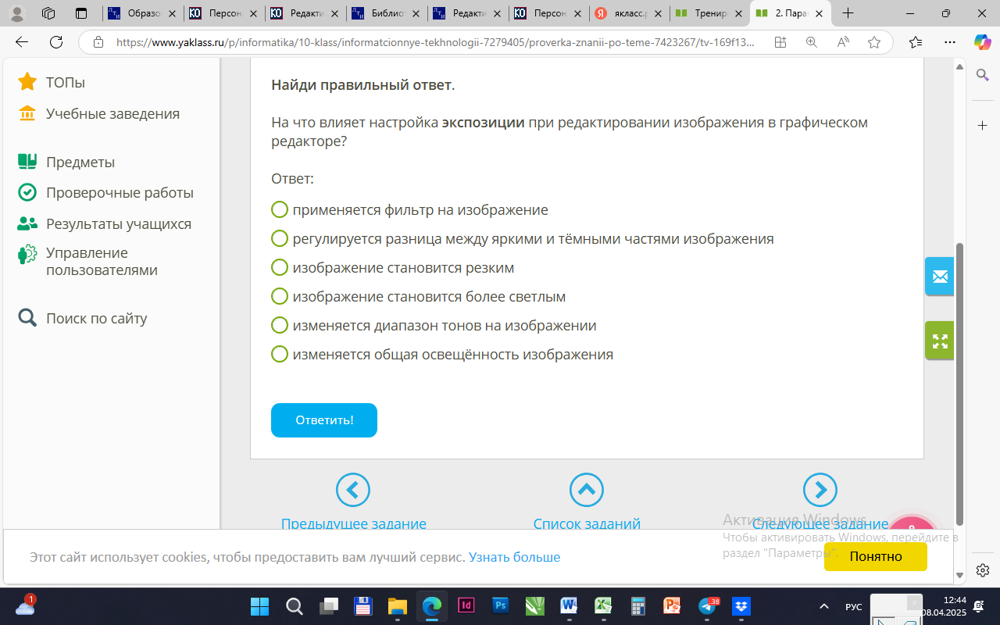 Образо
Персон
Редакти
Библио
Редакти
Персон
якласс.р
Тренир
2. Пара
https://www.yaklass.ru/p/informatika/10-klass/informatcionnye-tekhnologii-7279405/proverka-znanii-po-teme-7423267/tv-169f13...
ТОПы
Учебные заведения
Предметы
Проверочные работы
Результаты учащихся
Управление
пользователями
Поиск по сайту
Найди правильный ответ.
На что влияет настройка экспозиции при редактировании изображения в графическом
редакторе?
Ответ:
применяется фильтр на изображение
регулируется разница между яркими и тёмными частями изображения
изображение становится резким
изображение становится более светлым
изменяется диапазон тонов на изображении
изменяется общая освещённость изображения
Ответить!
Предыдущее задание
Список заданий
Следующее задание
Активация Windows
Чтобы активировать Windows, перейдите в
раздел "Параметры".
Этот сайт использует cookies, чтобы предоставить вам лучший сервис. Узнать больше
Понятно
1
38
РУС
12:44
08.04.2025